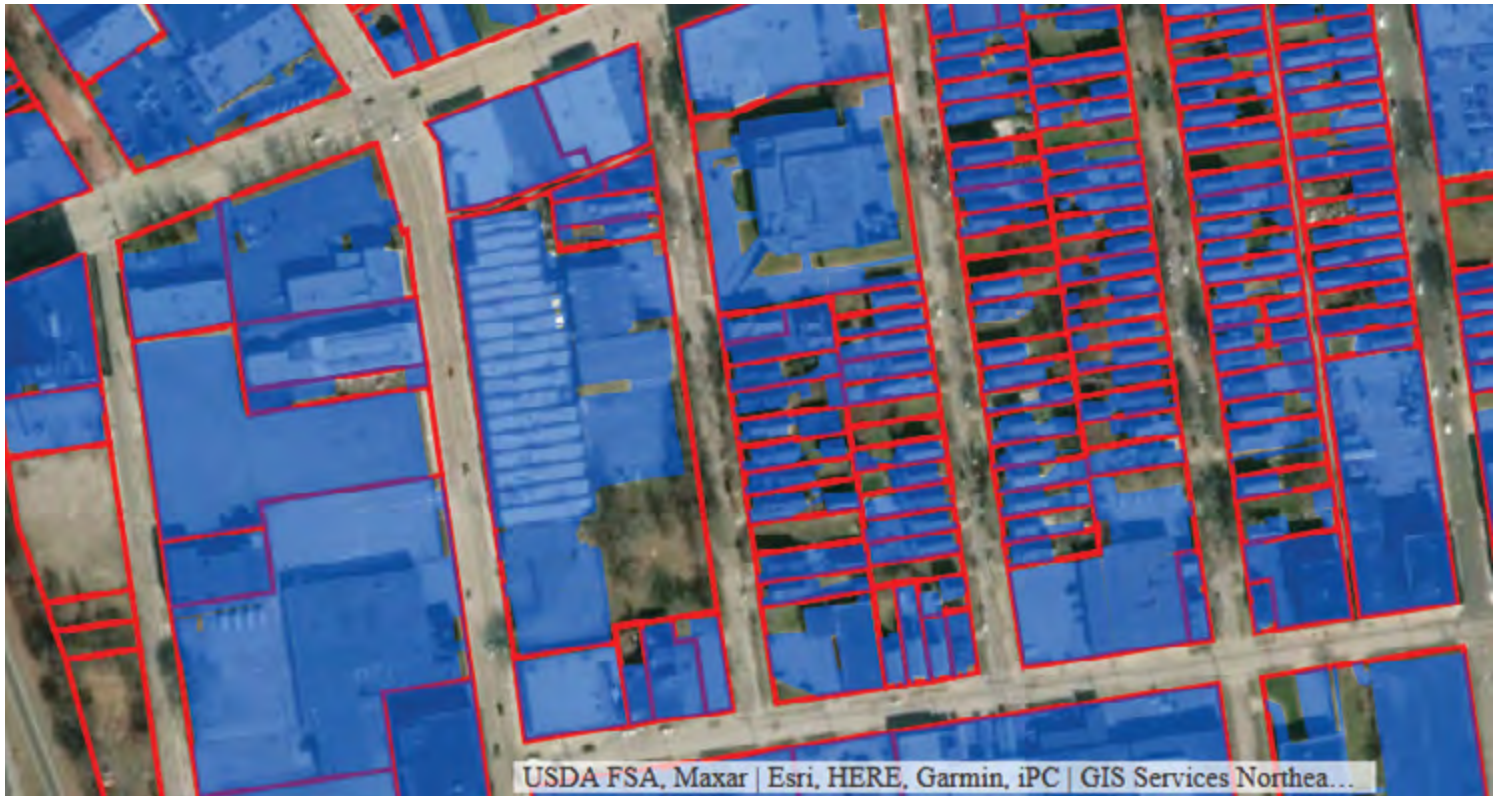 USDA FSA, Maxar | Esri, HERE, Garmin, iPC | GIS Services Northea...